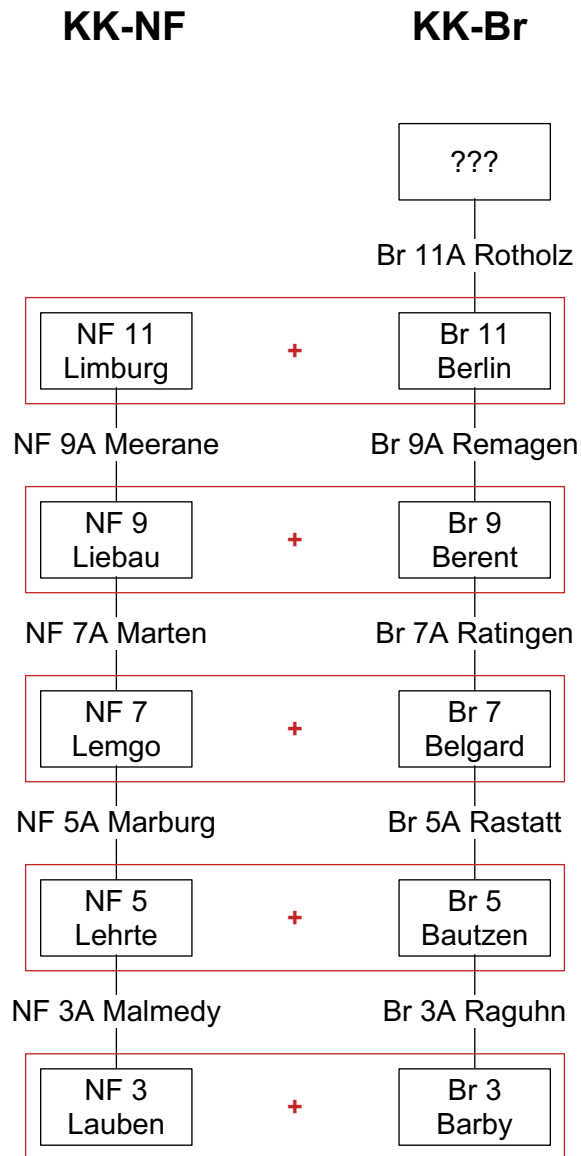 KK-NF KK-Br
???
Br 11A Rotholz
NF 11
Limburg
+
Br 11
Berlin
NF 9A Meerane
Br 9A Remagen
NF 9
Liebau
+
Br 9
Berent
NF 7A Marten
Br 7A Ratingen
NF 7
Lemgo
+
Br 7
Belgard
NF 5A Marburg
Br 5A Rastatt
NF 5
Lehrte
+
Br 5
Bautzen
NF 3A Malmedy
Br 3A Raguhn
NF 3
Lauben
+
Br 3
Barby